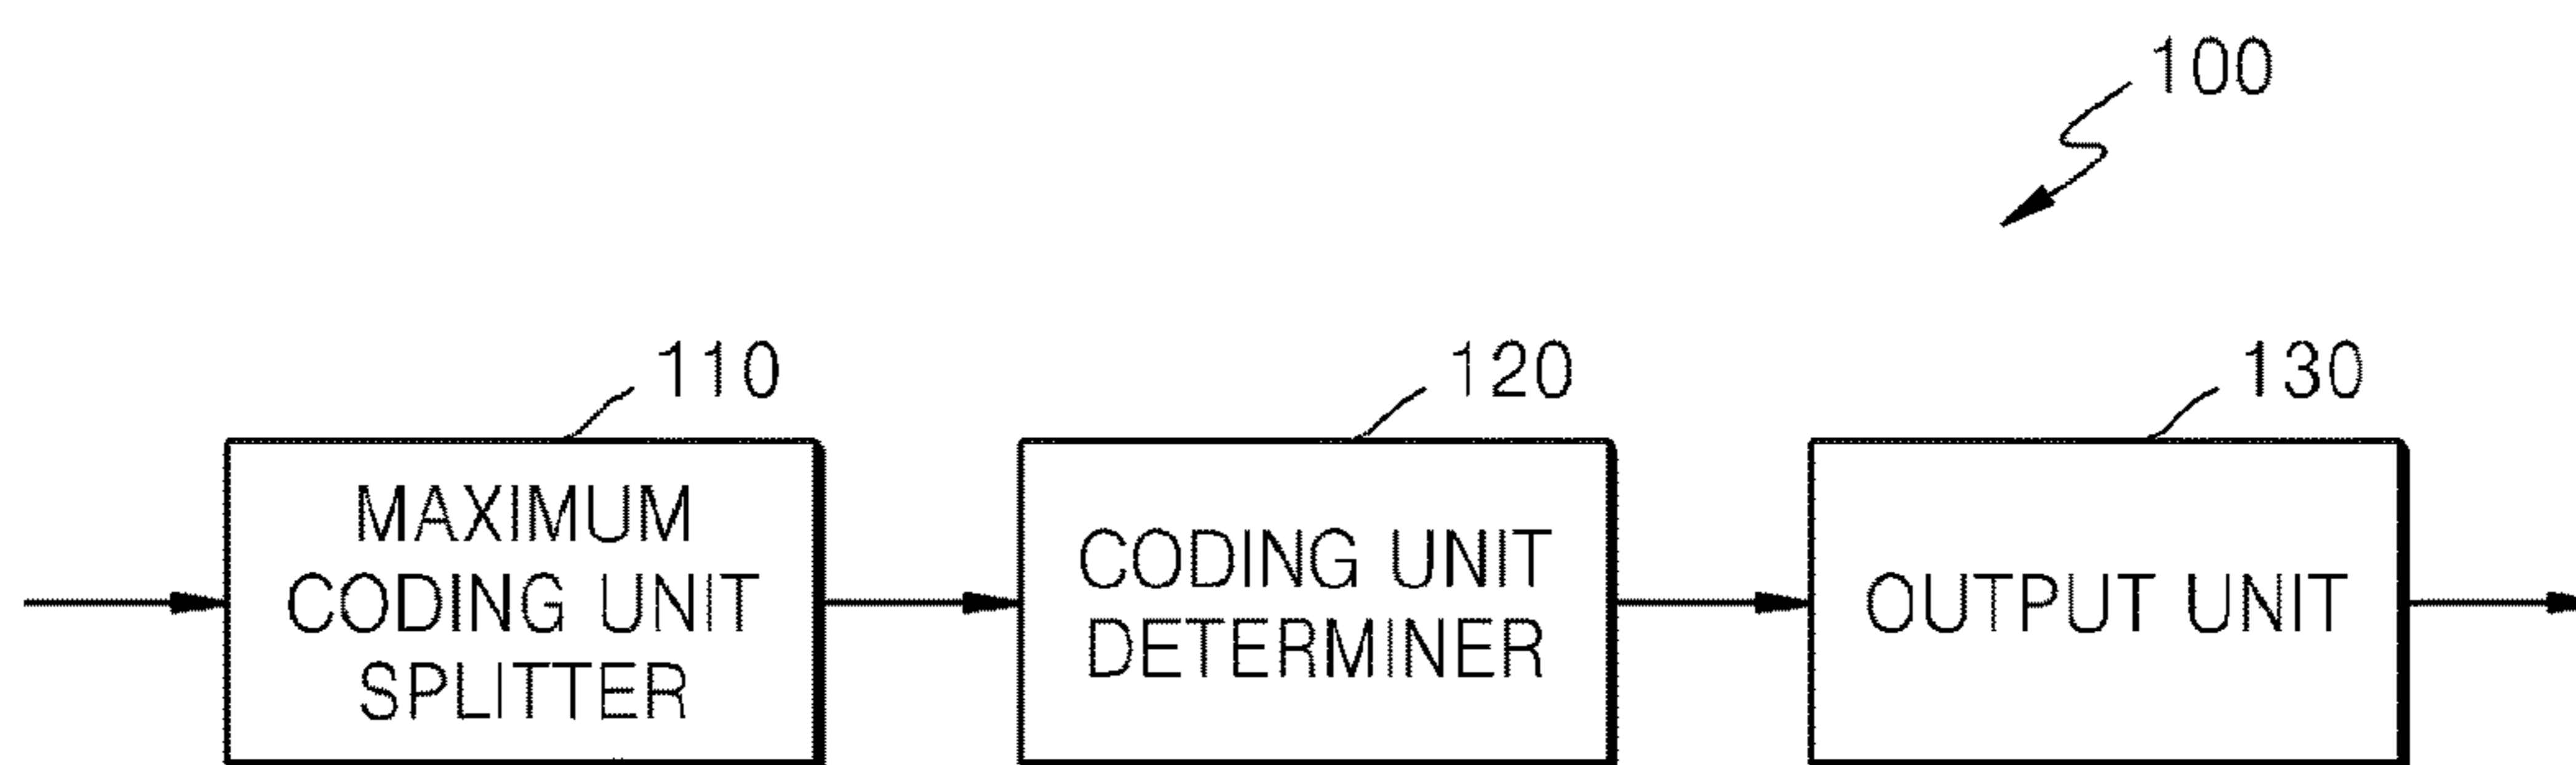 100
110
120
130
MAXIMUM
CODING UNIT
SPLITTER
CODING UNIT
DETERMINER
OUTPUT UNIT